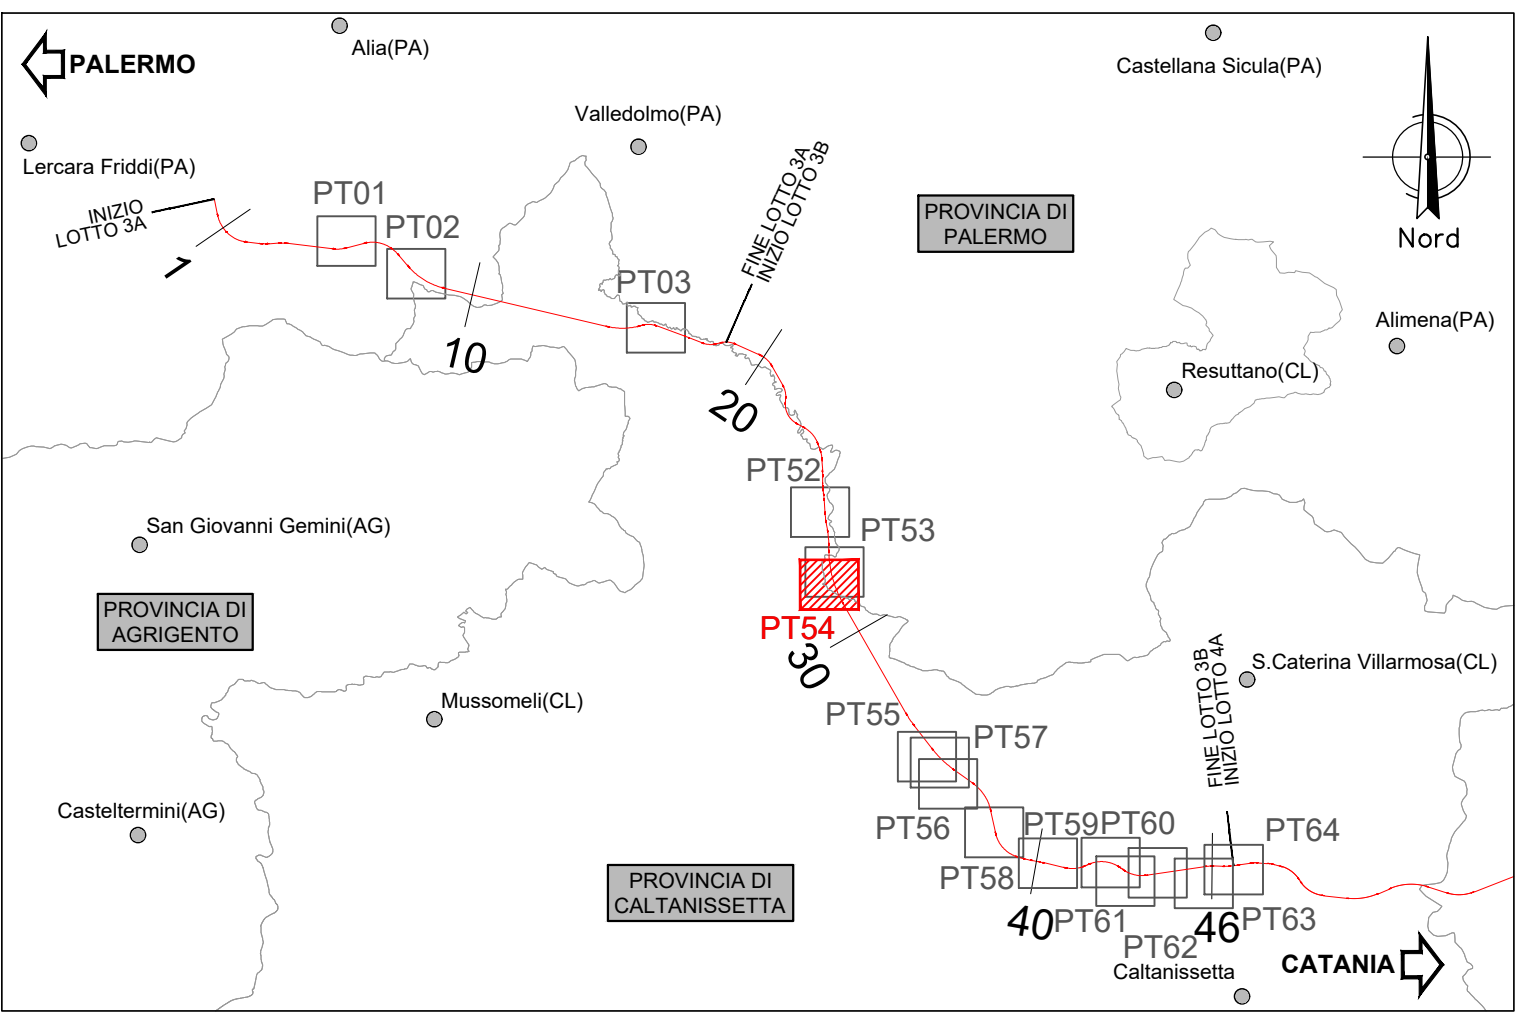 PALERMO
Alia(PA)
Castellana Sicula(PA)
Valledolmo(PA)
Lercara Friddi(PA)
INIZIO
LOTTO 3A
1
PT01
PT02
FINE LOTTO 3A
INIZIO LOTTO 3B
PROVINCIA DI
PALERMO
Nord
PT03
10
20
Alimena(PA)
Resuttano(CL)
PT52
San Giovanni Gemini(AG)
PT53
PROVINCIA DI
AGRIGENTO
PT54
30
FINE LOTTO 3B
INIZIO LOTTO 4A
S.Caterina Villarmosa(CL)
Mussomeli(CL)
PT55
PT57
Casteltermini(AG)
PT56
PT59
PT60
PT64
PT58
PROVINCIA DI
CALTANISSETTA
40
PT61
PT62
46
PT63
Caltanissetta
CATANIA